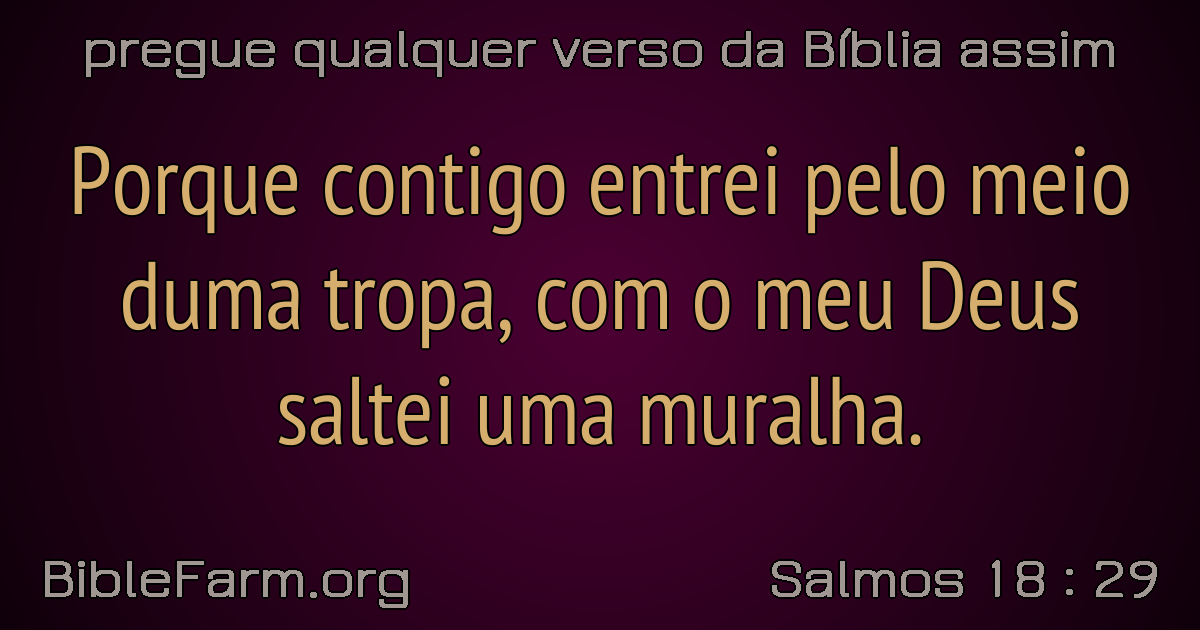 pregue qualquer verso da Bíblia assim
Porque contigo entrei pelo meio
duma tropa, com o meu Deus
saltei uma muralha.
BibleFarm.org
Salmos 18 : 29